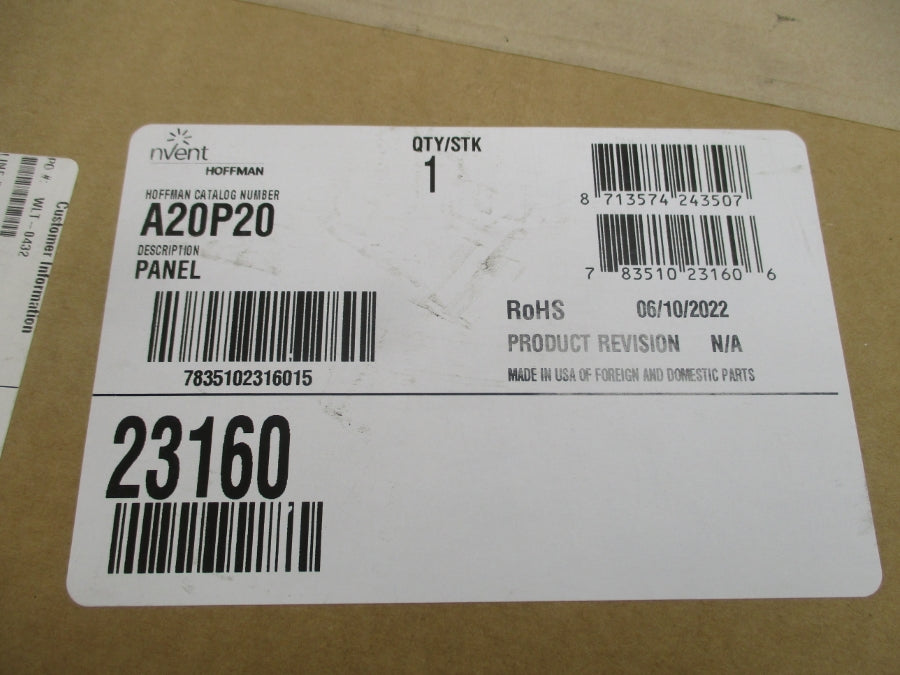 nVent
HOFFMAN
HOFFMAN CATALOG NUMBER
A20P20
DESCRIPTION
PANEL
7835102316015
QTY/STK
1
8 713574 243507
7 83510 23160 6
RoHS 06/10/2022
PRODUCT REVISION N/A
MADE IN USA OF FOREIGN AND DOMESTIC PARTS
23160
Customer Information
PO #: WLT-0432